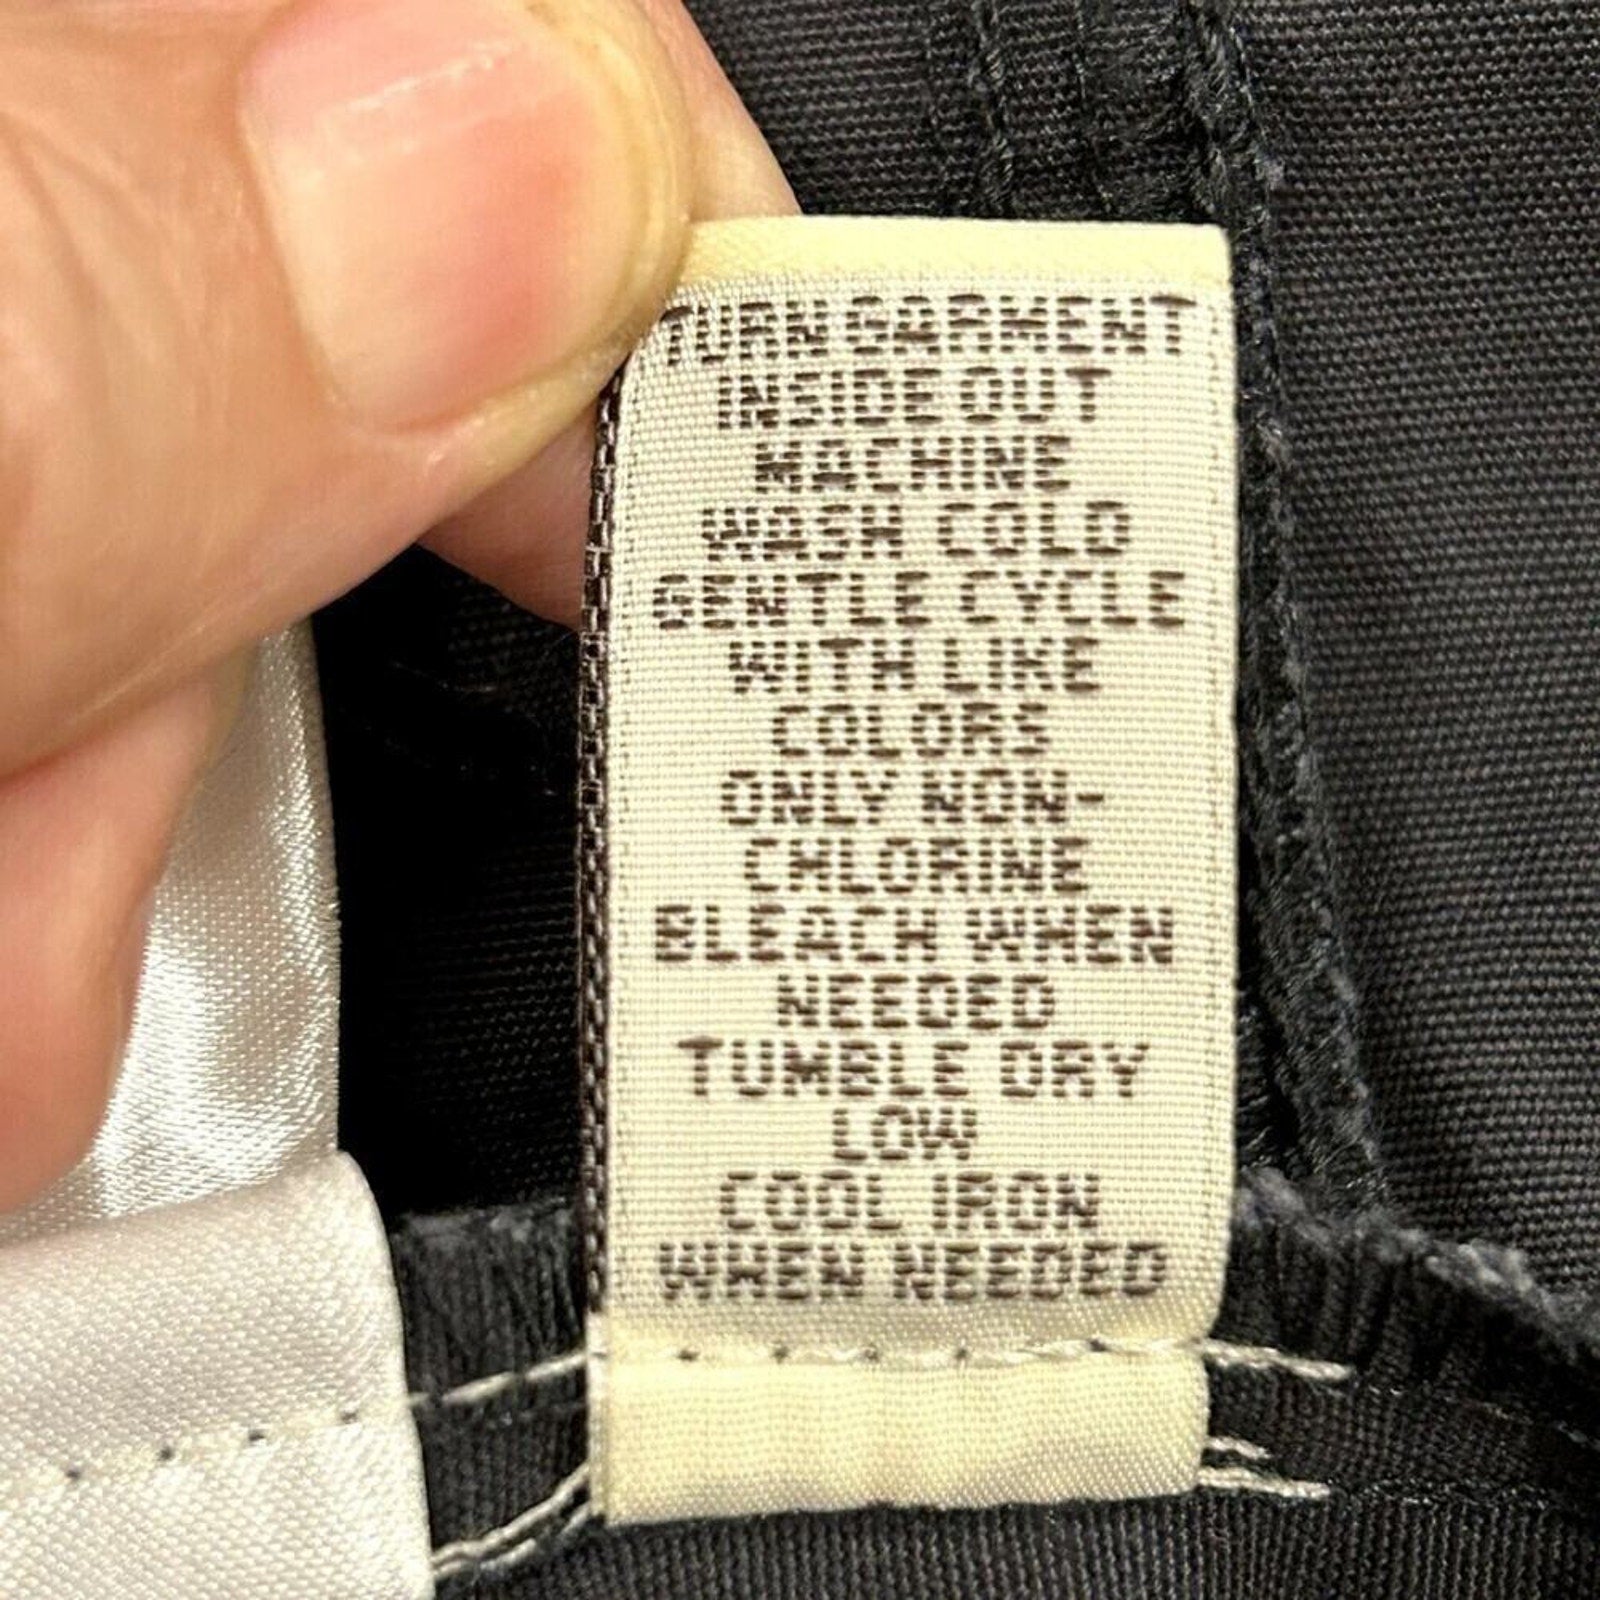 TURN GARMENT
INSIDE OUT
MACHINE
WASH COLD
GENTLE CYCLE
WITH LIKE
COLORS
ONLY NON-
CHLORINE
BLEACH WHEN
NEEDED
TUMBLE DRY
LOW
COOL IRON
WHEN NEEDED